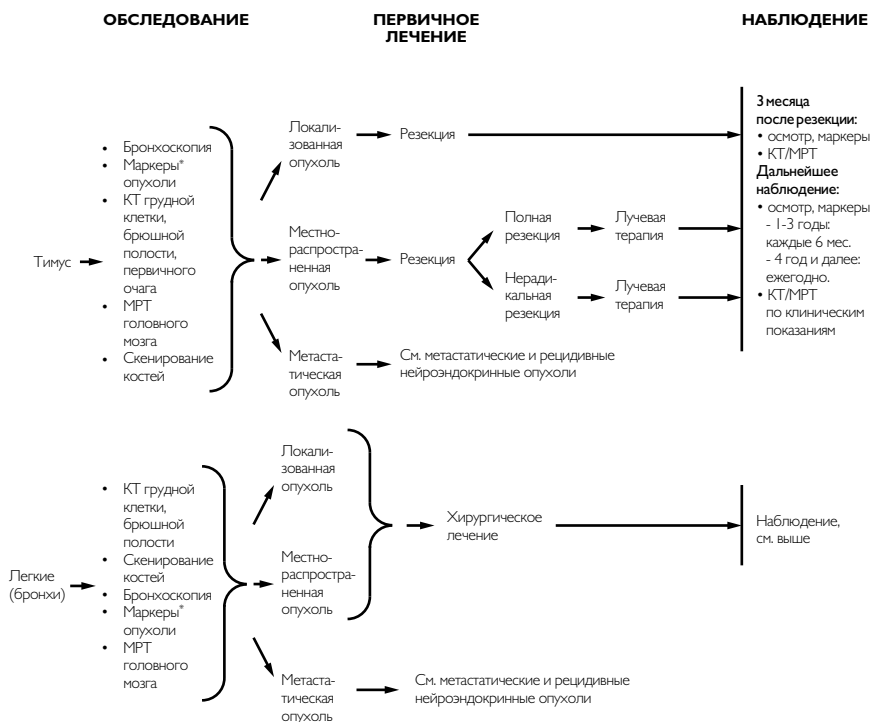 ОБСЛЕДОВАНИЕ
ПЕРВИЧНОЕ
ЛЕЧЕНИЕ
НАБЛЮДЕНИЕ
Тимус
• Бронхоскопия
• Маркеры*
опухоли
• КТ грудной
клетки,
брюшной
полости,
первичного
очага
• МРТ
головного
мозга
• Скенирование
костей
Локали-
зованная
опухоль
Резекция
Местно-
распростра-
ненная
опухоль
Резекция
Полная
резекция
Лучевая
терапия
Неради-
кальная
резекция
Лучевая
терапия
Метаста-
тическая
опухоль
См. метастатические и рецидивные
нейроэндокринные опухоли
3 месяца
после резекции:
• осмотр, маркеры
• КТ/МРТ
Дальнейшее
наблюдение:
• осмотр, маркеры
- 1-3 годы:
каждые 6 мес.
- 4 год и далее:
ежегодно.
• КТ/МРТ
по клиническим
показаниям
Легкие
(бронхи)
• КТ грудной
клетки,
брюшной
полости
• Скенирование
костей
• Бронхоскопия
• Маркеры*
опухоли
• МРТ
головного
мозга
Локали-
зованная
опухоль
Местно-
распростра-
ненная
опухоль
Хирургическое
лечение
Наблюдение,
см. выше
Метаста-
тическая
опухоль
См. метастатические и рецидивные
нейроэндокринные опухоли